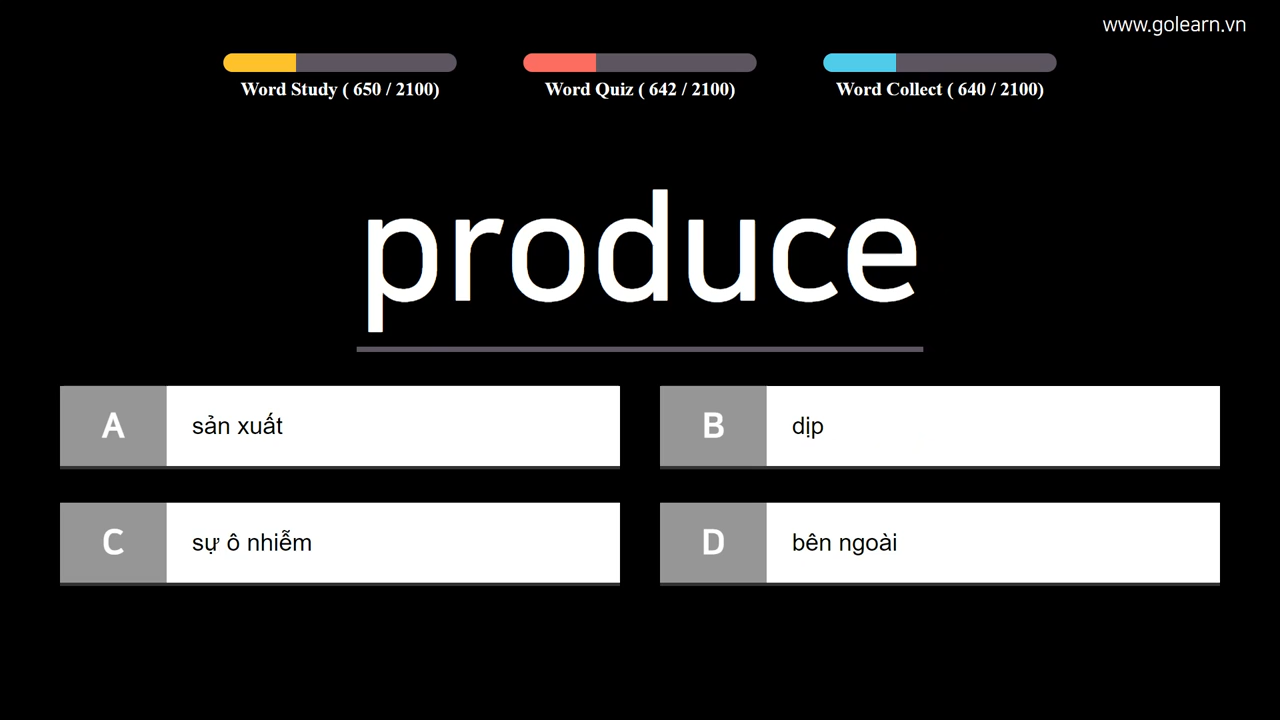 www.golearn.vn
Word Study ( 650 / 2100)
Word Quiz ( 642 / 2100)
Word Collect ( 640 / 2100)
produce
A sản xuất
B dịp
C sự ô nhiễm
D bên ngoài